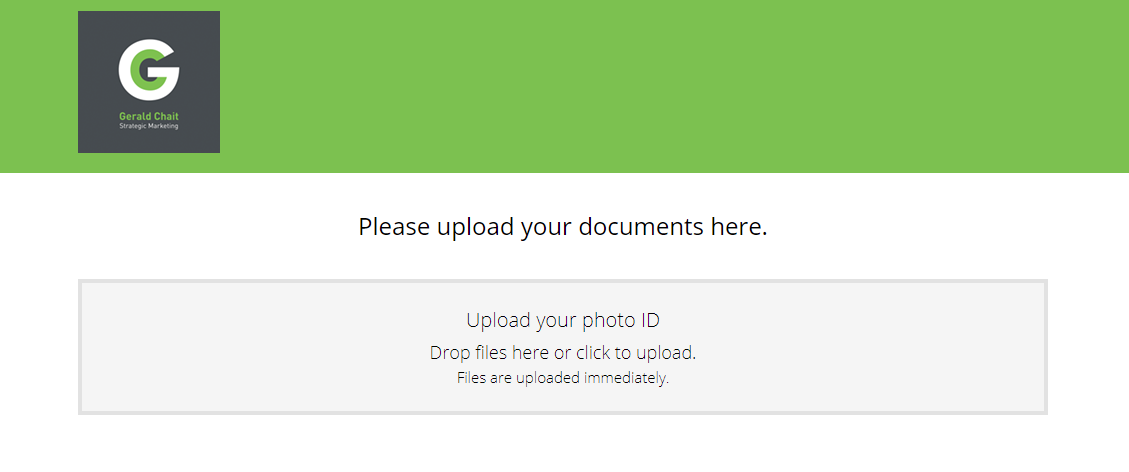 Gerald Chait
Strategic Marketing
Please upload your documents here.
Upload your photo ID
Drop files here or click to upload.
Files are uploaded immediately.